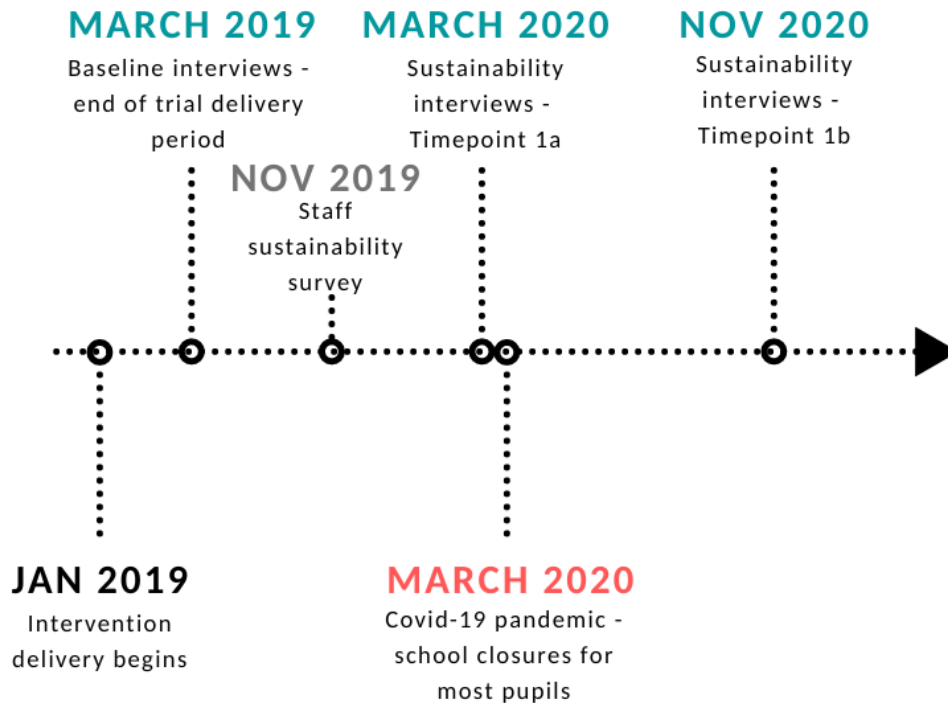 MARCH 2019
Baseline interviews -
end of trial delivery
period
NOV 2019
Staff
sustainability
survey
MARCH 2020
Sustainability
interviews -
Timepoint 1a
NOV 2020
Sustainability
interviews -
Timepoint 1b
JAN 2019
Intervention
delivery begins
MARCH 2020
Covid-19 pandemic -
school closures for
most pupils